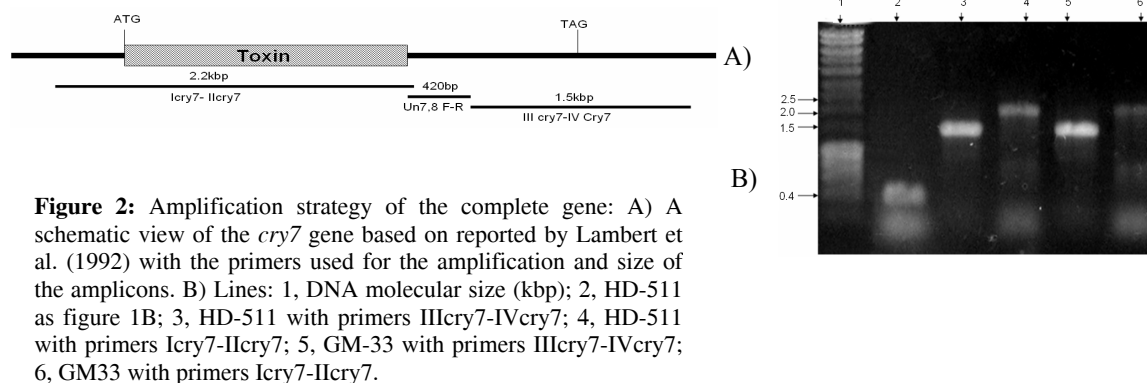 ATG
TAG
Toxin
2.2kbp
Icry7- IIcry7
420bp
Un7,8 F-R
1.5kbp
III cry7-IV Cry7
A)
B)
1 2 3 4 5 6
2.5
2.0
1.5
0.4
Figure 2: Amplification strategy of the complete gene: A) A
schematic view of the cry7 gene based on reported by Lambert et
al. (1992) with the primers used for the amplification and size of
the amplicons. B) Lines: 1, DNA molecular size (kbp); 2, HD-511
as figure 1B; 3, HD-511 with primers IIIcry7-IVcry7; 4, HD-511
with primers Icry7-IIcry7; 5, GM-33 with primers IIIcry7-IVcry7;
6, GM33 with primers Icry7-IIcry7.